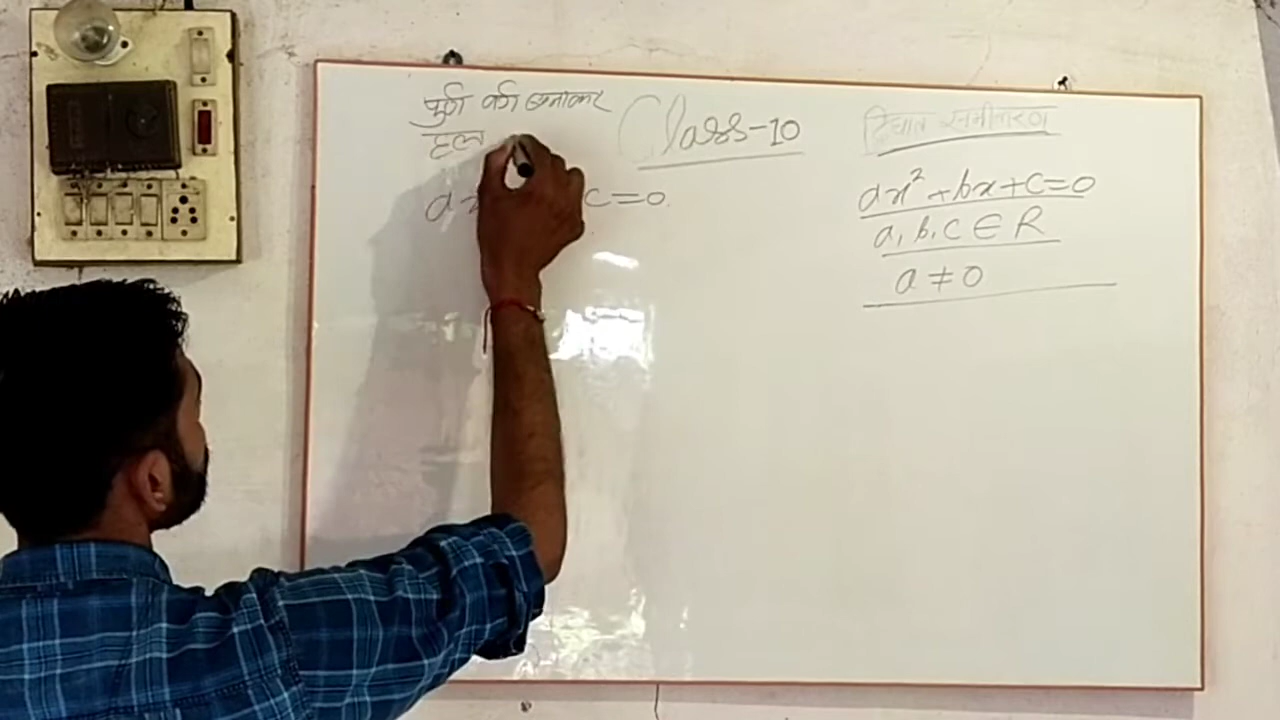 पूर्ण वर्ग बनाकर
हल
a c=0
Class-10
द्विघात समीकरण
ax²+bx+c=0
a, b, c ∈ R
a ≠ 0